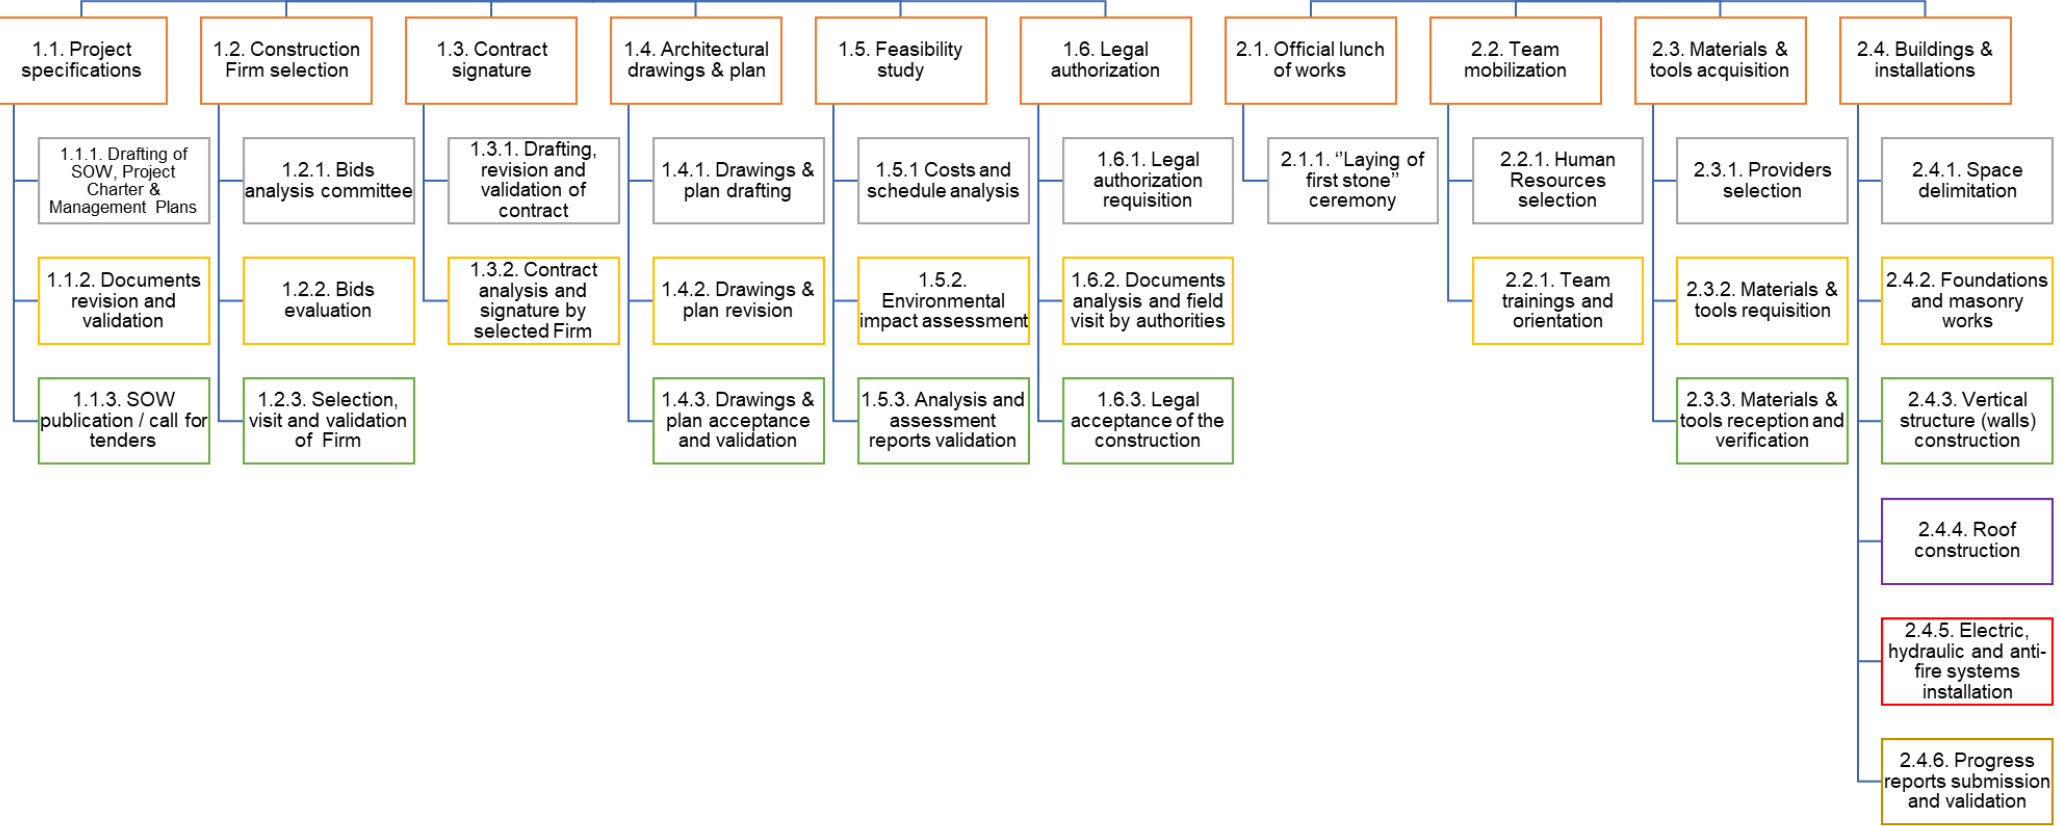 1.1. Project
specifications
1.2. Construction
Firm selection
1.3. Contract
signature
1.4. Architectural
drawings & plan
1.5. Feasibility
study
1.6. Legal
authorization
2.1. Official lunch
of works
2.2. Team
mobilization
2.3. Materials &
tools acquisition
2.4. Buildings &
installations
1.1.1. Drafting of
SOW, Project
Charter &
Management Plans
1.2.1. Bids
analysis committee
1.3.1. Drafting,
revision and
validation of
contract
1.4.1. Drawings &
plan drafting
1.5.1 Costs and
schedule analysis
1.6.1. Legal
authorization
requisition
2.1.1. ‘’Laying of
first stone’’
ceremony
2.2.1. Human
Resources
selection
2.3.1. Providers
selection
2.4.1. Space
delimitation
1.1.2. Documents
revision and
validation
1.2.2. Bids
evaluation
1.3.2. Contract
analysis and
signature by
selected Firm
1.4.2. Drawings &
plan revision
1.5.2.
Environmental
impact assessment
1.6.2. Documents
analysis and field
visit by authorities
2.2.1. Team
trainings and
orientation
2.3.2. Materials &
tools requisition
2.4.2. Foundations
and masonry
works
1.1.3. SOW
publication / call for
tenders
1.2.3. Selection,
visit and validation
of Firm
1.4.3. Drawings &
plan acceptance
and validation
1.5.3. Analysis and
assessment
reports validation
1.6.3. Legal
acceptance of the
construction
2.3.3. Materials &
tools reception and
verification
2.4.3. Vertical
structure (walls)
construction
2.4.4. Roof
construction
2.4.5. Electric,
hydraulic and anti-
fire systems
installation
2.4.6. Progress
reports submission
and validation